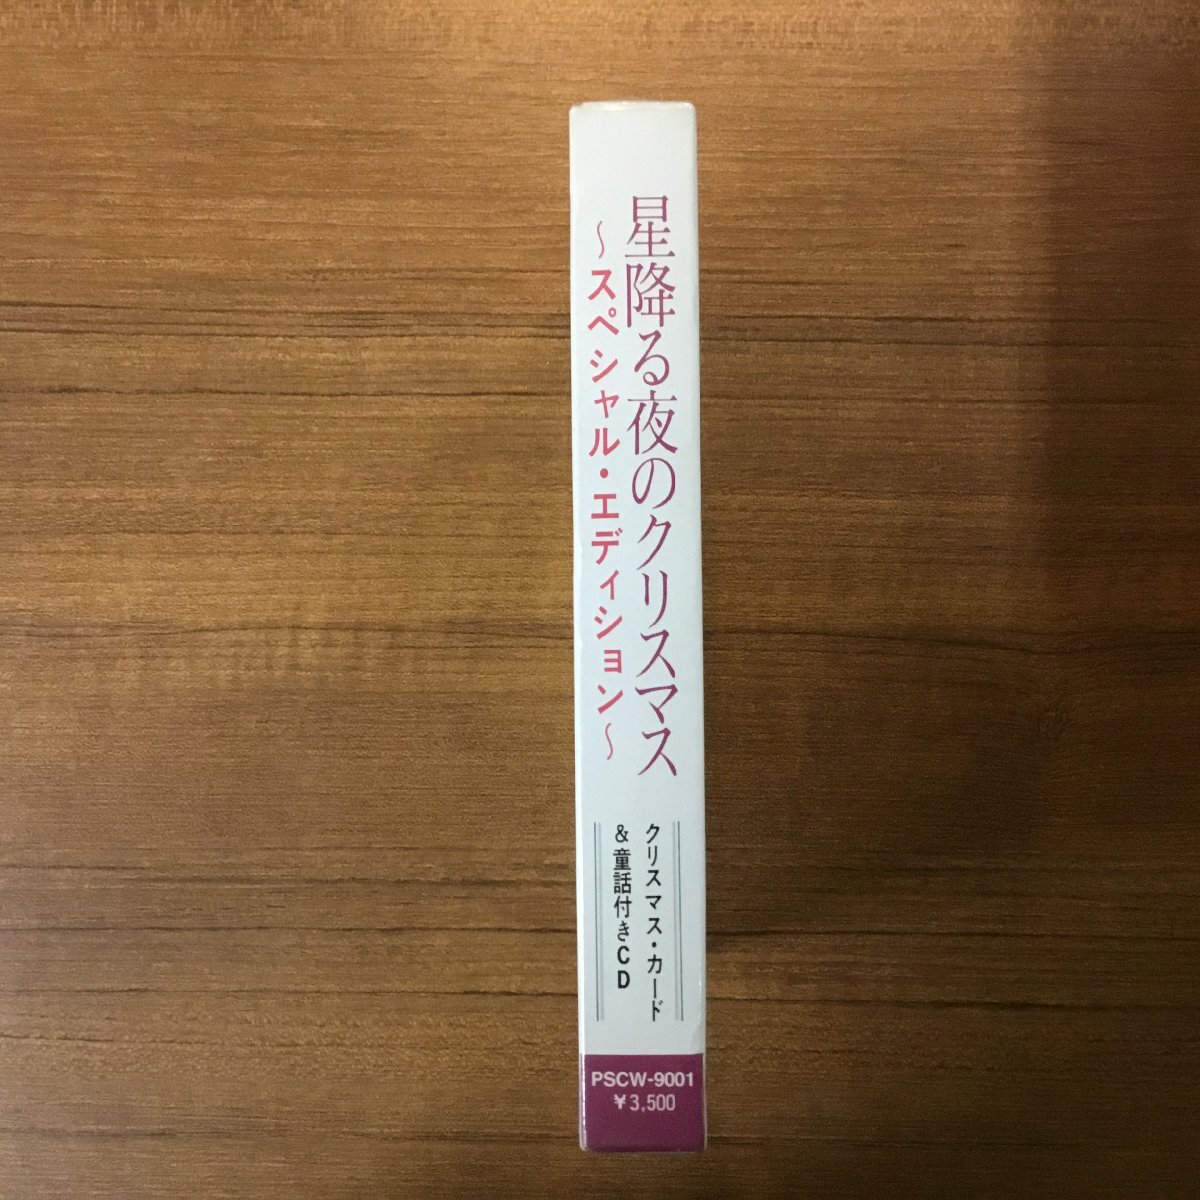 星降る夜のクリスマス
〜スペシャル・エディション〜
クリスマス・カード
&童話付きCD
PSCW-9001
¥3,500